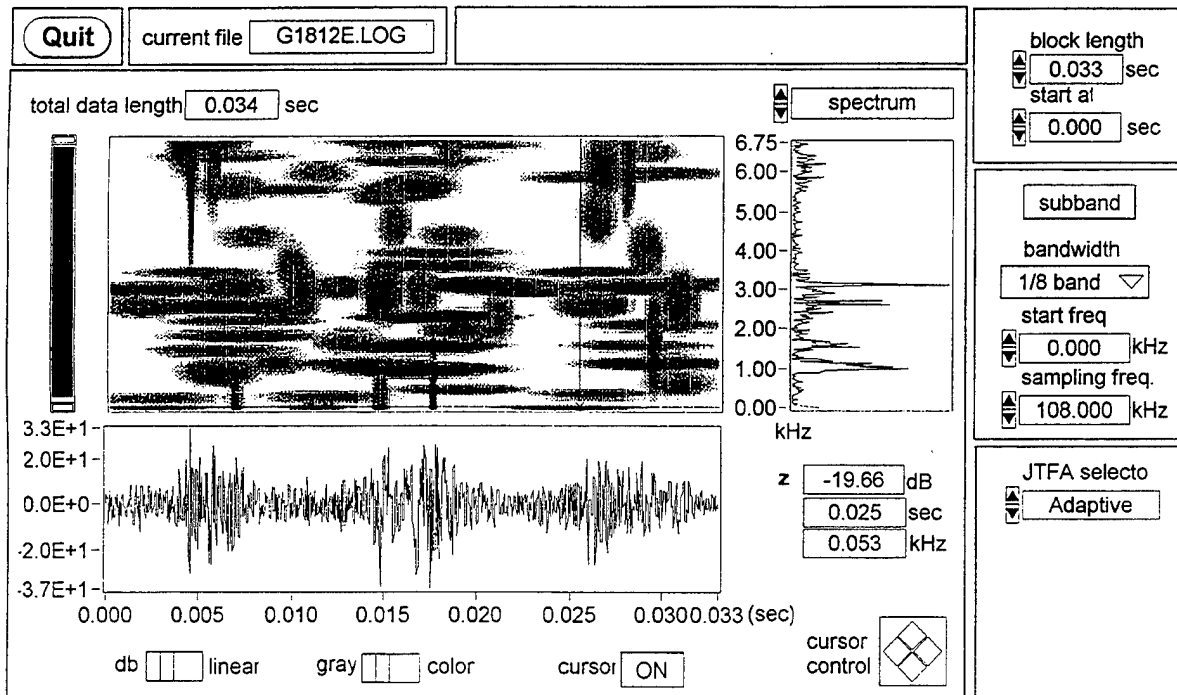 Quit
current file G1812E.LOG
block length
0.033 sec
start at
0.000 sec
total data length 0.034 sec
spectrum
6.75
6.00
5.00
4.00
3.00
2.00
1.00
0.00
kHz
subband
bandwidth
1/8 band
start freq
0.000 kHz
sampling freq.
108.000 kHz
3.3E+1
2.0E+1
0.0E+0
-2.0E+1
-3.7E+1
0.000 0.005 0.010 0.015 0.020 0.025 0.030 0.033 (sec)
z -19.66 dB
0.025 sec
0.053 kHz
JTFA selecto
Adaptive
db linear gray color cursor ON
cursor
control